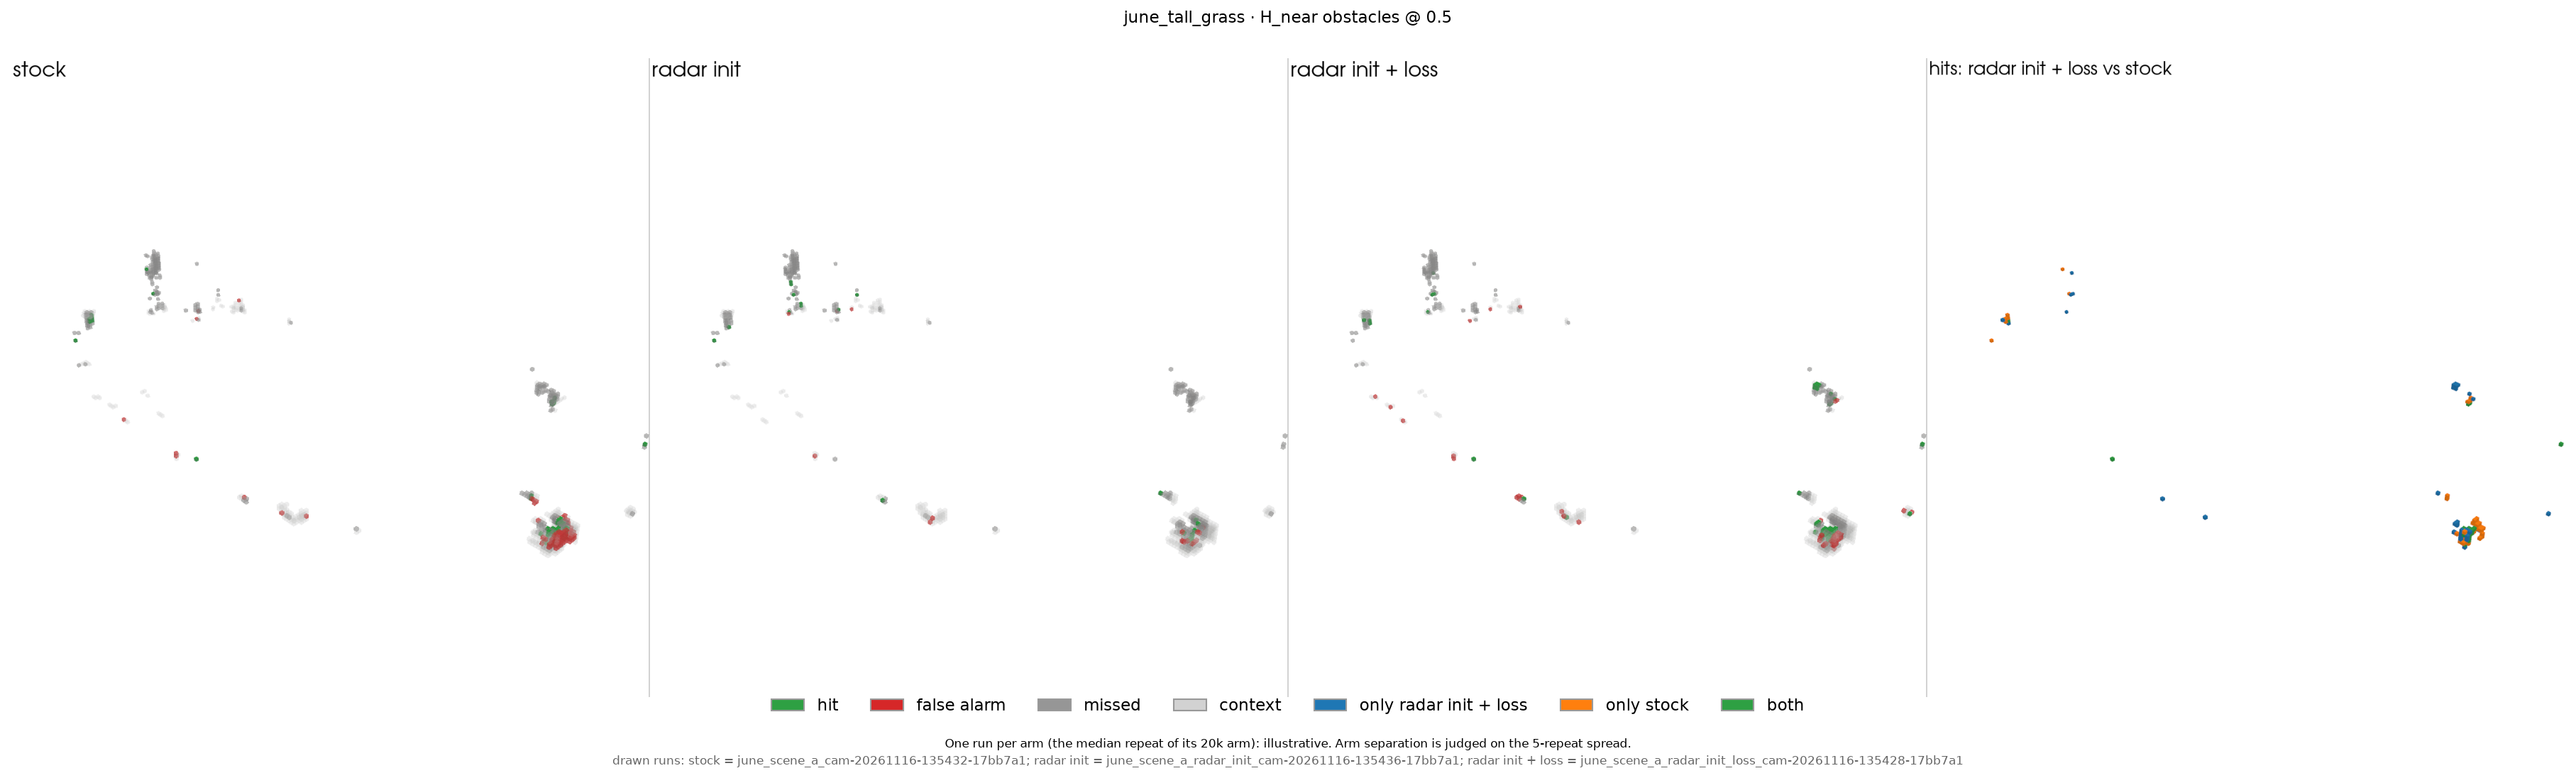 june_tall_grass · H_near obstacles @ 0.5
stock
radar init
radar init + loss
hits: radar init + loss vs stock
hit
false alarm
missed
context
only radar init + loss
only stock
both
One run per arm (the median repeat of its 20k arm): illustrative. Arm separation is judged on the 5-repeat spread.
drawn runs: stock = june_scene_a_cam-20261116-135432-17bb7a1; radar init = june_scene_a_radar_init_cam-20261116-135436-17bb7a1; radar init + loss = june_scene_a_radar_init_loss_cam-20261116-135428-17bb7a1